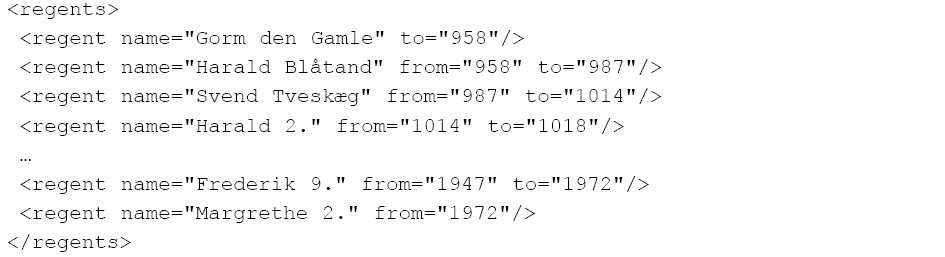 <regents>
<regent name="Gorm den Gamle" to="958"/>
<regent name="Harald Blåtand" from="958" to="987"/>
<regent name="Svend Tveskæg" from="987" to="1014"/>
<regent name="Harald 2." from="1014" to="1018"/>
…
<regent name="Frederik 9." from="1947" to="1972"/>
<regent name="Margrethe 2." from="1972"/>
</regents>